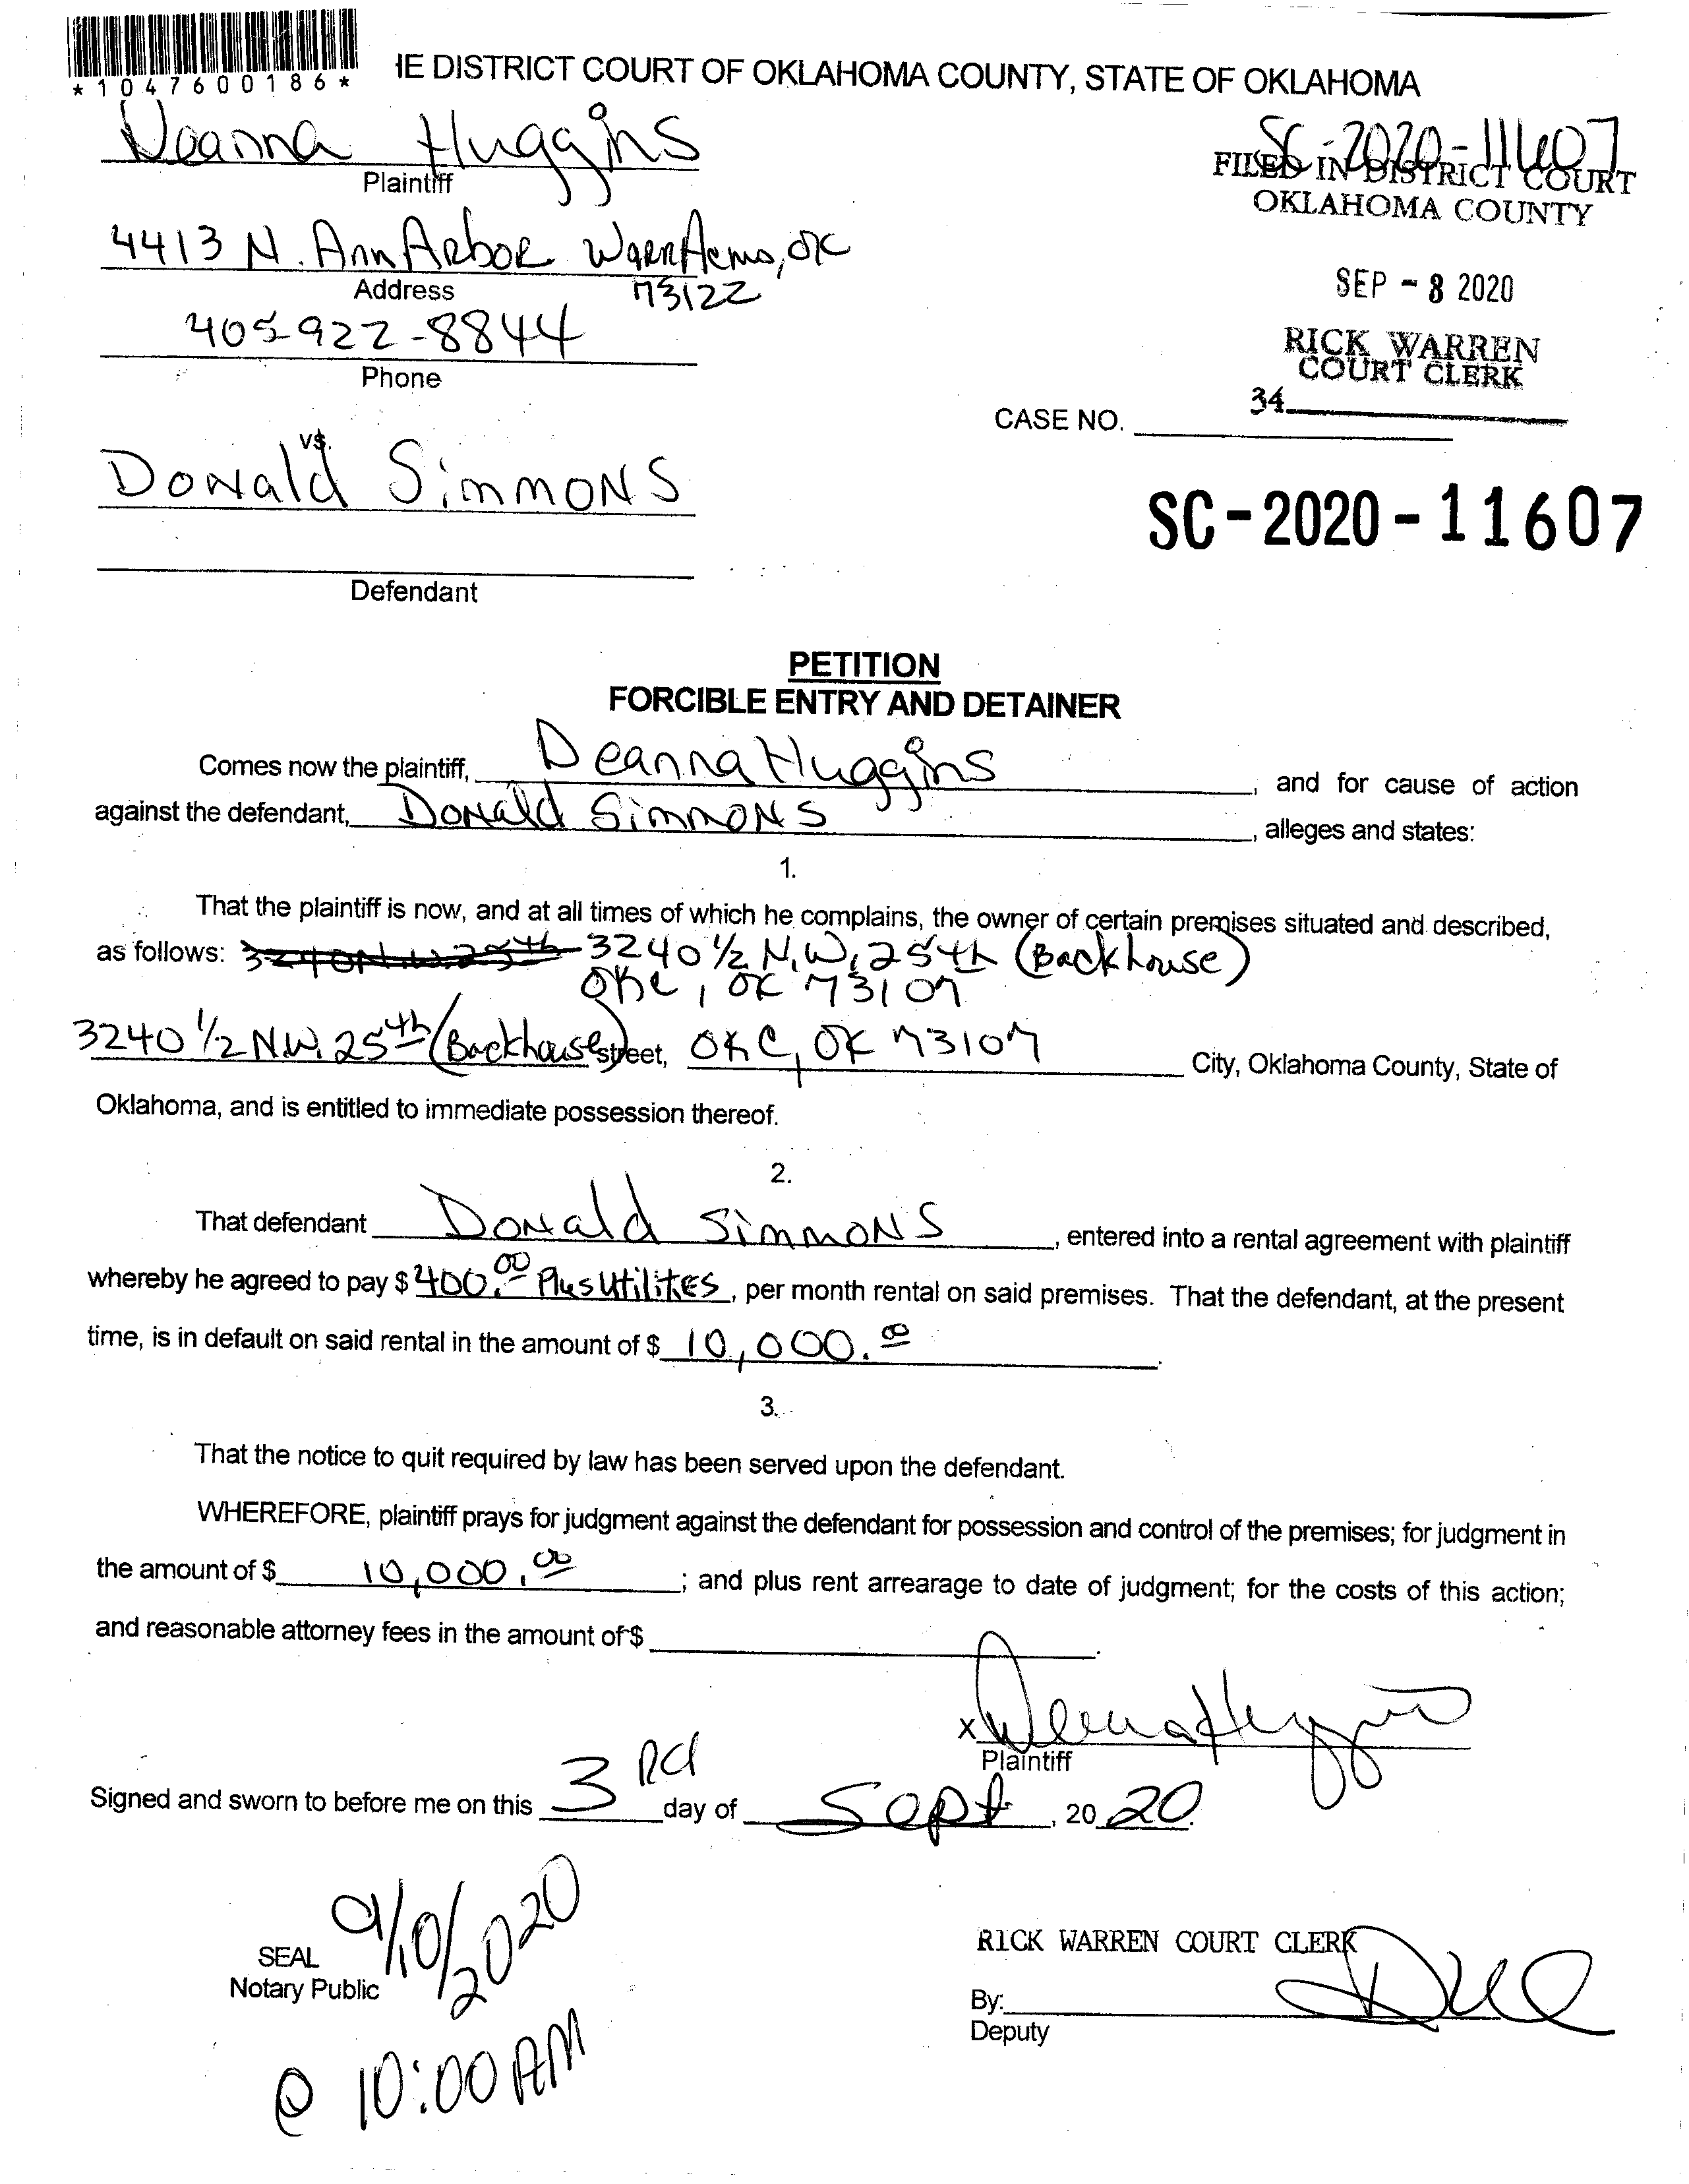 *1047600186*
IE DISTRICT COURT OF OKLAHOMA COUNTY, STATE OF OKLAHOMA
Deanna Huggins
Plaintiff
SC-2020-11607
FILED IN DISTRICT COURT
OKLAHOMA COUNTY
4413 N. Ann Arbor Warr Acres, OK
Address
73122
SEP - 8 2020
405-922-8844
Phone
RICK WARREN
COURT CLERK
34
CASE NO.
vs.
Donald Simmons
SC-2020-11607
Defendant
PETITION
FORCIBLE ENTRY AND DETAINER
Comes now the plaintiff, Deanna Huggins, and for cause of action
against the defendant, Donald Simmons, alleges and states:
1.
That the plaintiff is now, and at all times of which he complains, the owner of certain premises situated and described,
as follows: 3240 N.W. 25th 3240 1/2 N.W. 25th (Backhouse)
OKC, OK 73107
3240 1/2 N.W. 25th (Backhouse) street, OKC, OK 73107 City, Oklahoma County, State of
Oklahoma, and is entitled to immediate possession thereof.
2.
That defendant Donald Simmons, entered into a rental agreement with plaintiff
whereby he agreed to pay $ 400.00 Plus Utilites, per month rental on said premises. That the defendant, at the present
time, is in default on said rental in the amount of $ 10,000.00.
3.
That the notice to quit required by law has been served upon the defendant.
WHEREFORE, plaintiff prays for judgment against the defendant for possession and control of the premises; for judgment in
the amount of $ 10,000.00; and plus rent arrearage to date of judgment; for the costs of this action;
and reasonable attorney fees in the amount of $
x Deanna Huggins
Plaintiff
Signed and sworn to before me on this 3rd day of Sept, 20 20.
9/10/2020
SEAL
Notary Public
@ 10:00 AM
RICK WARREN COURT CLERK
By:
Deputy